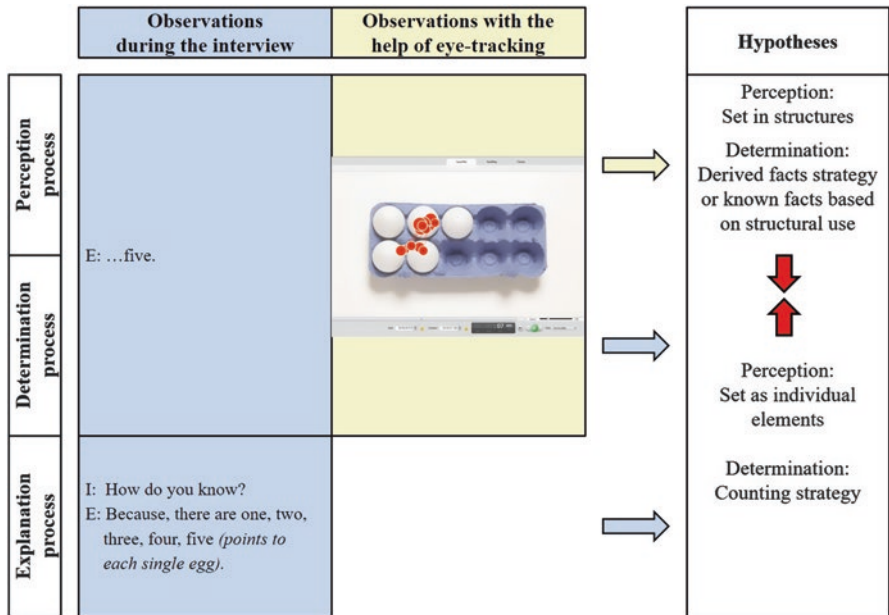 Observations
during the interview
Observations with the
help of eye-tracking
Hypotheses
Perception
process
Determination
process
Explanation
process
E: …five.
I: How do you know?
E: Because, there are one, two,
three, four, five (points to
each single egg).
Perception:
Set in structures
Determination:
Derived facts strategy
or known facts based
on structural use
Perception:
Set as individual
elements
Determination:
Counting strategy